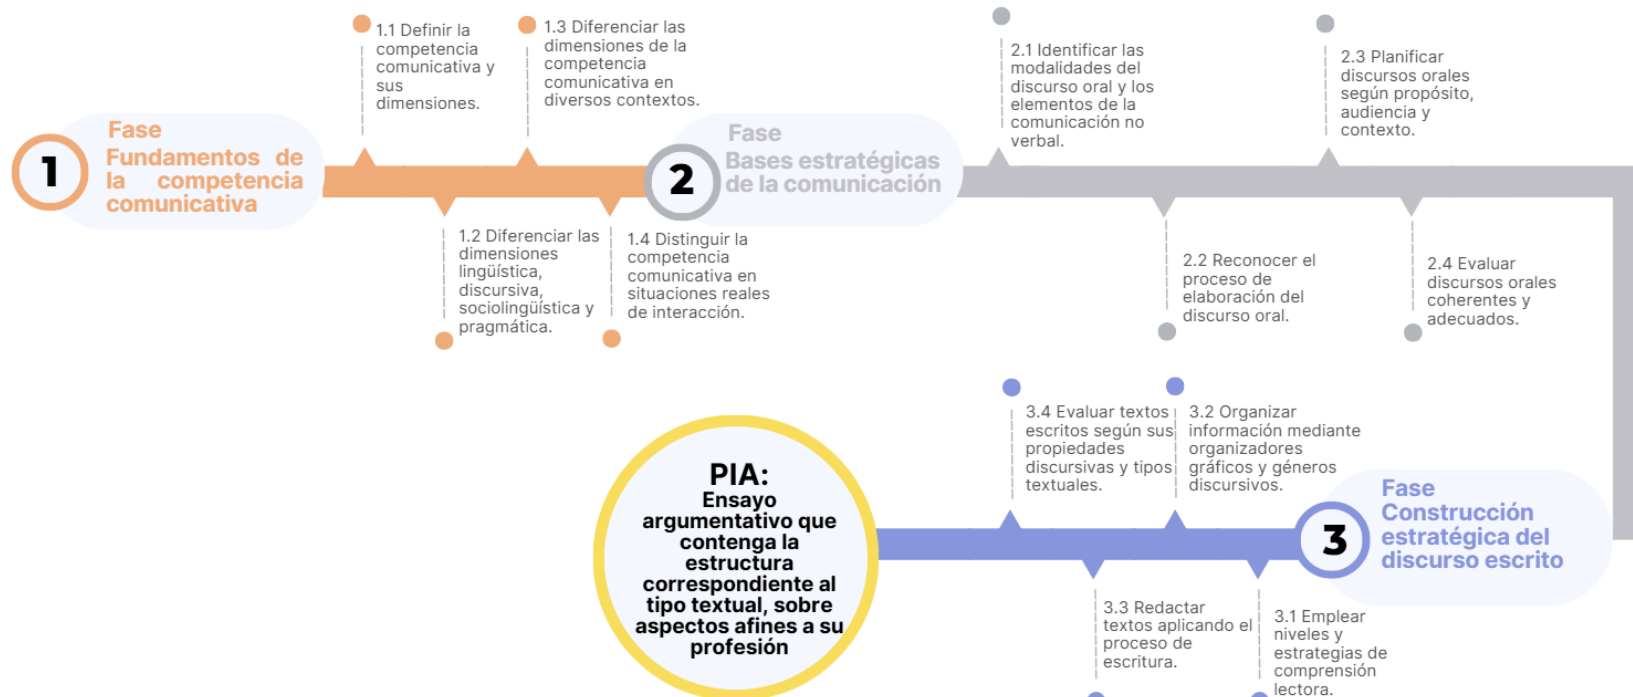 1
Fase
Fundamentos de
la competencia
comunicativa
1.1 Definir la
competencia
comunicativa y
sus
dimensiones.
1.2 Diferenciar las
dimensiones
lingüística,
discursiva,
sociolingüística y
pragmática.
1.3 Diferenciar las
dimensiones de la
competencia
comunicativa en
diversos contextos.
1.4 Distinguir la
competencia
comunicativa en
situaciones reales
de interacción.
2
Fase
Bases estratégicas
de la comunicación
2.1 Identificar las
modalidades del
discurso oral y los
elementos de la
comunicación no
verbal.
2.2 Reconocer el
proceso de
elaboración del
discurso oral.
2.3 Planificar
discursos orales
según propósito,
audiencia y
contexto.
2.4 Evaluar
discursos orales
coherentes y
adecuados.
3
Fase
Construcción
estratégica del
discurso escrito
3.1 Emplear
niveles y
estrategias de
comprensión
lectora.
3.2 Organizar
información mediante
organizadores
gráficos y géneros
discursivos.
3.3 Redactar
textos aplicando el
proceso de
escritura.
3.4 Evaluar textos
escritos según sus
propiedades
discursivas y tipos
textuales.
PIA:
Ensayo
argumentativo que
contenga la
estructura
correspondiente al
tipo textual, sobre
aspectos afines a su
profesión